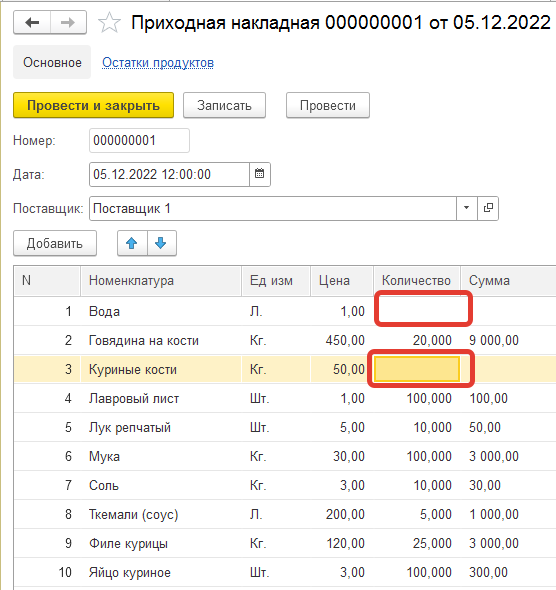 Приходная накладная 000000001 от 05.12.2022
Основное Остатки продуктов
Провести и закрыть Записать Провести
Номер: 000000001
Дата: 05.12.2022 12:00:00
Поставщик: Поставщик 1
Добавить
N Номенклатура Ед изм Цена Количество Сумма
1 Вода Л. 1,00
2 Говядина на кости Кг. 450,00 20,000 9 000,00
3 Куриные кости Кг. 50,00
4 Лавровый лист Шт. 1,00 100,000 100,00
5 Лук репчатый Шт. 5,00 10,000 50,00
6 Мука Кг. 30,00 100,000 3 000,00
7 Соль Кг. 3,00 10,000 30,00
8 Ткемали (соус) Л. 200,00 5,000 1 000,00
9 Филе курицы Кг. 120,00 25,000 3 000,00
10 Яйцо куриное Шт. 3,00 100,000 300,00